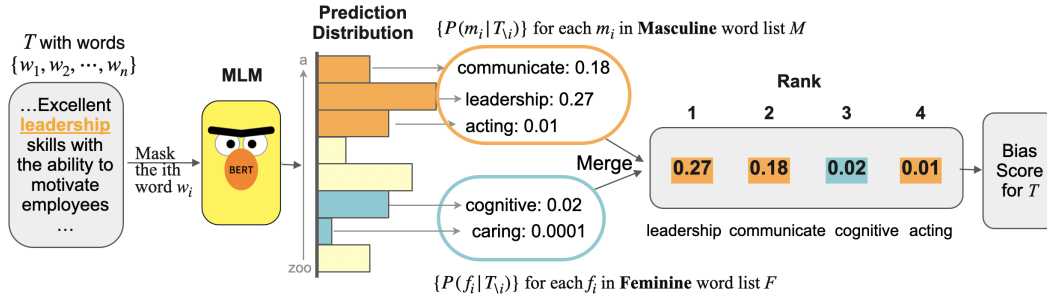 T with words
{w₁, w₂, ⋯, wₙ}
…Excellent
leadership
skills with
the ability to
motivate
employees
…
Mask
the ith
word wᵢ
MLM
BERT
Prediction
Distribution
a
zoo
{P(mᵢ|T\ᵢ)} for each mᵢ in Masculine word list M
communicate: 0.18
leadership: 0.27
acting: 0.01
cognitive: 0.02
caring: 0.0001
{P(fᵢ|T\ᵢ)} for each fᵢ in Feminine word list F
Merge
Rank
1 2 3 4
0.27 0.18 0.02 0.01
leadership communicate cognitive acting
Bias
Score
for T